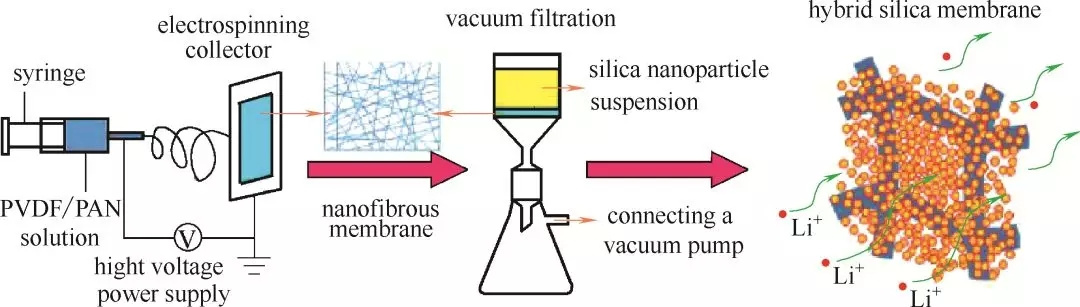 electrospinning
collector
syringe
PVDF/PAN
solution
V
hight voltage
power supply
nanofibrous
membrane
vacuum filtration
silica nanoparticle
suspension
connecting a
vacuum pump
hybrid silica membrane
Li⁺
Li⁺
Li⁺